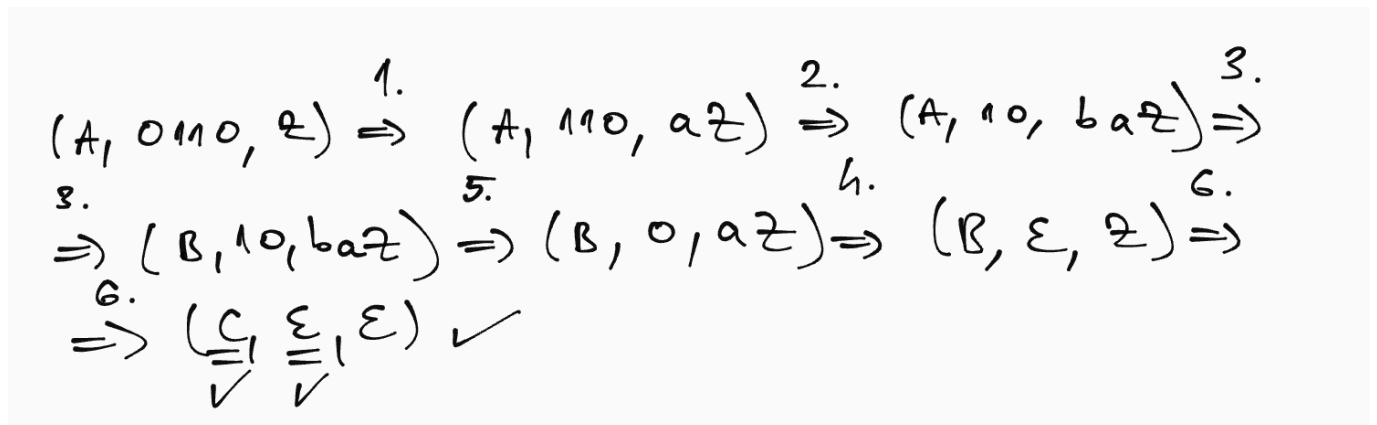 (A, 0110, Z) ⇒¹· (A, 110, aZ) ⇒²· (A, 10, baZ) ⇒³·
⇒³· (B, 10, baZ) ⇒⁵· (B, 0, aZ) ⇒⁴· (B, ε, Z) ⇒⁶·
⇒⁶· (C, ε, ε) ✓
✓ ✓